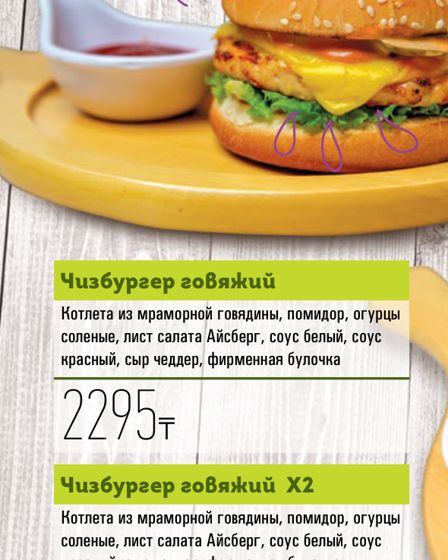 Чизбургер говяжий
Котлета из мраморной говядины, помидор, огурцы
соленые, лист салата Айсберг, соус белый, соус
красный, сыр чеддер, фирменная булочка
2295₸
Чизбургер говяжий X2
Котлета из мраморной говядины, помидор, огурцы
соленые, лист салата Айсберг, соус белый, соус